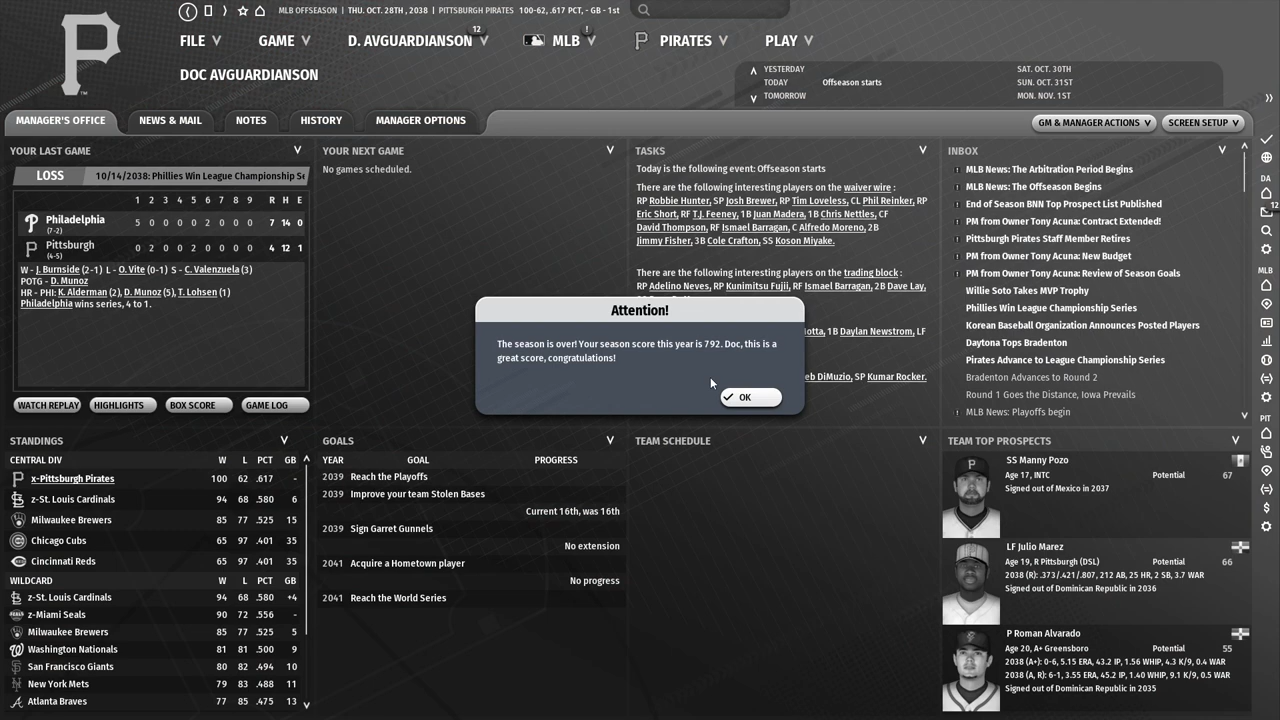 MLB OFFSEASON | THU. OCT. 28TH , 2038 | PITTSBURGH PIRATES 100-62, .617 PCT, - GB - 1st
FILE GAME D. AVGUARDIANSON 12 MLB ! PIRATES PLAY
DOC AVGUARDIANSON
YESTERDAY SAT. OCT. 30TH
TODAY Offseason starts SUN. OCT. 31ST
TOMORROW MON. NOV. 1ST
MANAGER'S OFFICE NEWS & MAIL NOTES HISTORY MANAGER OPTIONS
GM & MANAGER ACTIONS SCREEN SETUP
YOUR LAST GAME
LOSS 10/14/2038: Phillies Win League Championship Se
1 2 3 4 5 6 7 8 9 R H E
Philadelphia 5 0 0 0 0 2 0 0 0 7 14 0
(7-2)
Pittsburgh 0 2 0 0 2 0 0 0 0 4 12 1
(4-5)
W - J. Burnside (2-1) L - O. Vite (0-1) S - C. Valenzuela (3)
POTG - D. Munoz
HR - PHI: K. Alderman (2), D. Munoz (5), T. Lohsen (1)
Philadelphia wins series, 4 to 1.
WATCH REPLAY HIGHLIGHTS BOX SCORE GAME LOG
YOUR NEXT GAME
No games scheduled.
TASKS
Today is the following event: Offseason starts
There are the following interesting players on the waiver wire :
RP Robbie Hunter, SP Josh Brewer, RP Tim Loveless, CL Phil Reinker, RP
Eric Short, RF T.J. Feeney, 1B Juan Madera, 1B Chris Nettles, CF
David Thompson, RF Ismael Barragan, C Alfredo Moreno, 2B
Jimmy Fisher, 3B Cole Crafton, SS Koson Miyake.
There are the following interesting players on the trading block :
RP Adelino Neves, RP Kunimitsu Fujii, RF Ismael Barragan, 2B Dave Lay,
otta, 1B Daylan Newstrom, LF
eb DiMuzio, SP Kumar Rocker.
Attention!
The season is over! Your season score this year is 792. Doc, this is a
great score, congratulations!
OK
INBOX
MLB News: The Arbitration Period Begins
MLB News: The Offseason Begins
End of Season BNN Top Prospect List Published
PM from Owner Tony Acuna: Contract Extended!
Pittsburgh Pirates Staff Member Retires
PM from Owner Tony Acuna: New Budget
PM from Owner Tony Acuna: Review of Season Goals
Willie Soto Takes MVP Trophy
Phillies Win League Championship Series
Korean Baseball Organization Announces Posted Players
Daytona Tops Bradenton
Pirates Advance to League Championship Series
Bradenton Advances to Round 2
Round 1 Goes the Distance, Iowa Prevails
MLB News: Playoffs begin
STANDINGS
CENTRAL DIV W L PCT GB
x-Pittsburgh Pirates 100 62 .617 -
z-St. Louis Cardinals 94 68 .580 6
Milwaukee Brewers 85 77 .525 15
Chicago Cubs 65 97 .401 35
Cincinnati Reds 65 97 .401 35
WILDCARD W L PCT GB
z-St. Louis Cardinals 94 68 .580 +4
z-Miami Seals 90 72 .556 -
Milwaukee Brewers 85 77 .525 5
Washington Nationals 81 81 .500 9
San Francisco Giants 80 82 .494 10
New York Mets 79 83 .488 11
Atlanta Braves 77 85 .475 13
GOALS
YEAR GOAL PROGRESS
2039 Reach the Playoffs
2039 Improve your team Stolen Bases
Current 16th, was 16th
2039 Sign Garret Gunnels
No extension
2041 Acquire a Hometown player
No progress
2041 Reach the World Series
TEAM SCHEDULE
TEAM TOP PROSPECTS
SS Manny Pozo
Age 17, INTC Potential 67
Signed out of Mexico in 2037
LF Julio Marez
Age 19, R Pittsburgh (DSL) Potential 66
2038 (R): .373/.421/.807, 212 AB, 25 HR, 2 SB, 3.7 WAR
Signed out of Dominican Republic in 2036
P Roman Alvarado
Age 20, A+ Greensboro Potential 55
2038 (A+): 0-6, 5.15 ERA, 43.2 IP, 1.56 WHIP, 4.3 K/9, 0.4 WAR
2038 (A, R): 6-1, 3.55 ERA, 45.2 IP, 1.40 WHIP, 9.1 K/9, 0.5 WAR
Signed out of Dominican Republic in 2035
DA
12
MLB
PIT